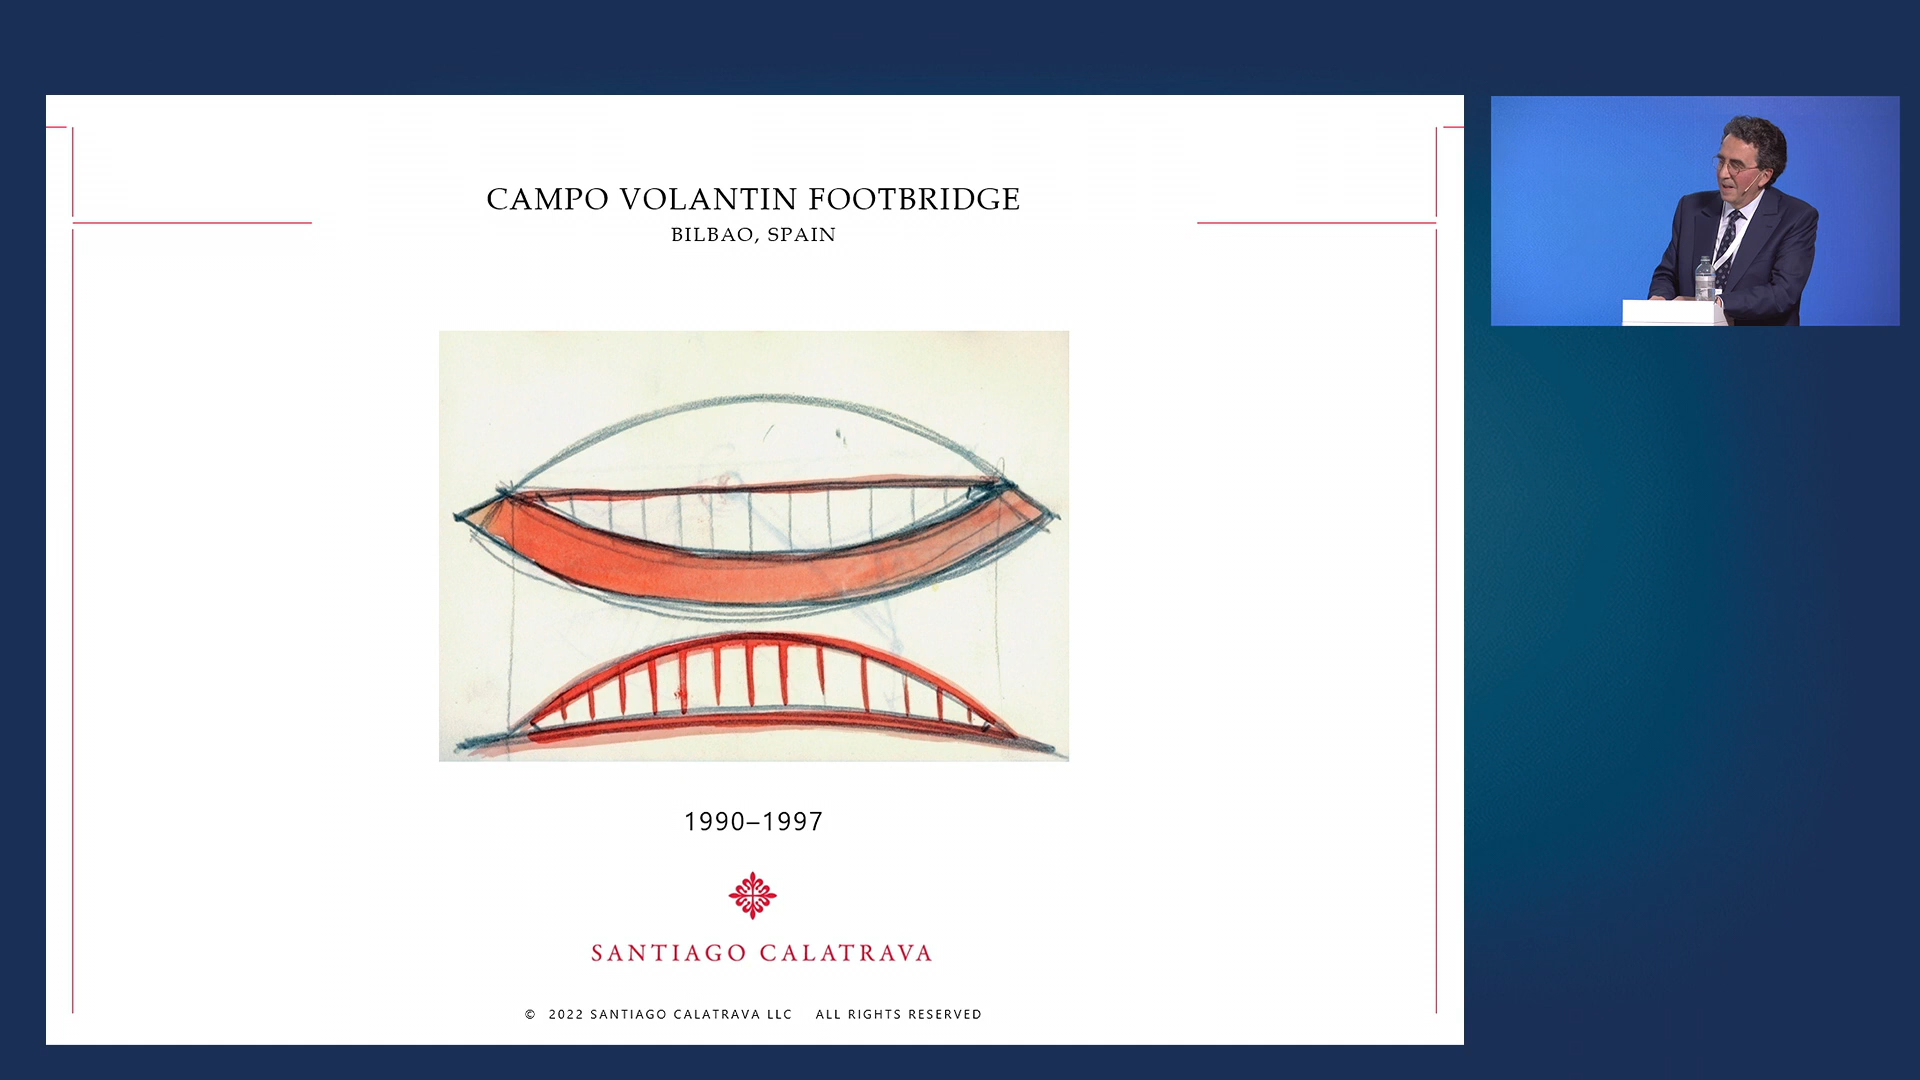 CAMPO VOLANTIN FOOTBRIDGE
BILBAO, SPAIN
1990–1997
SANTIAGO CALATRAVA
© 2022 SANTIAGO CALATRAVA LLC ALL RIGHTS RESERVED